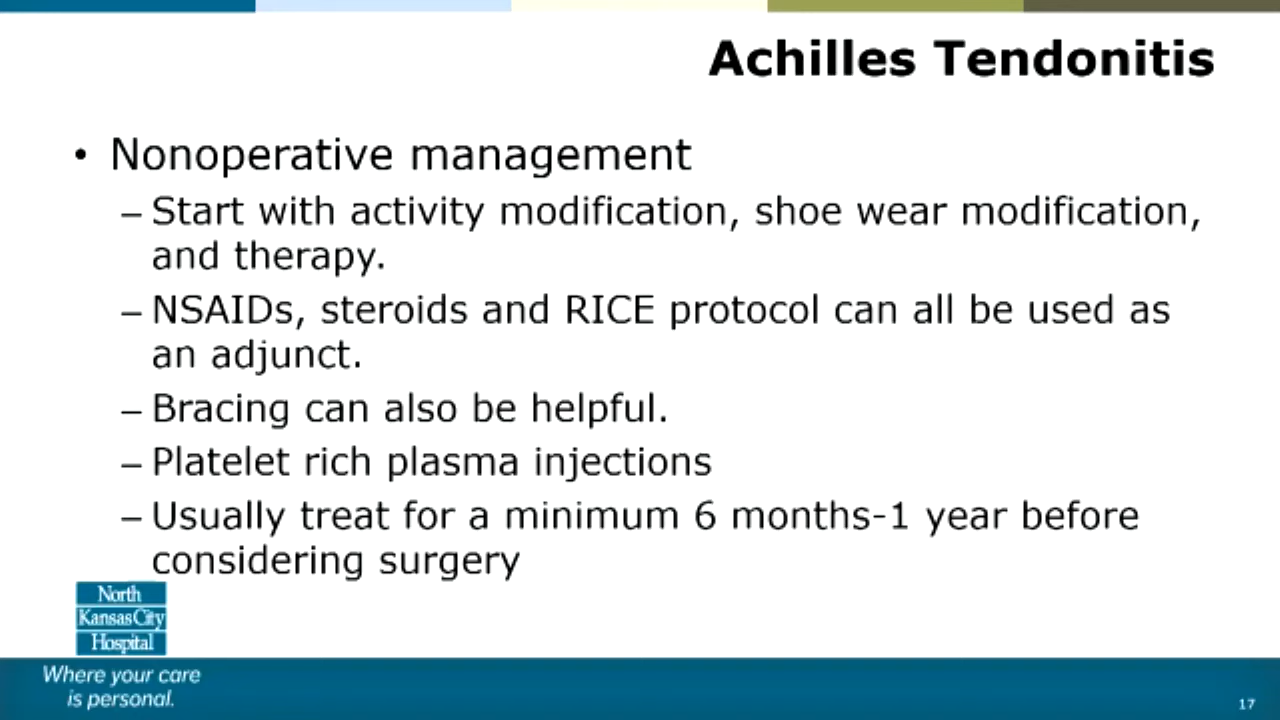 Achilles Tendonitis
• Nonoperative management
– Start with activity modification, shoe wear modification,
and therapy.
– NSAIDs, steroids and RICE protocol can all be used as
an adjunct.
– Bracing can also be helpful.
– Platelet rich plasma injections
– Usually treat for a minimum 6 months-1 year before
considering surgery
North
KansasCity
Hospital
Where your care
is personal.
17